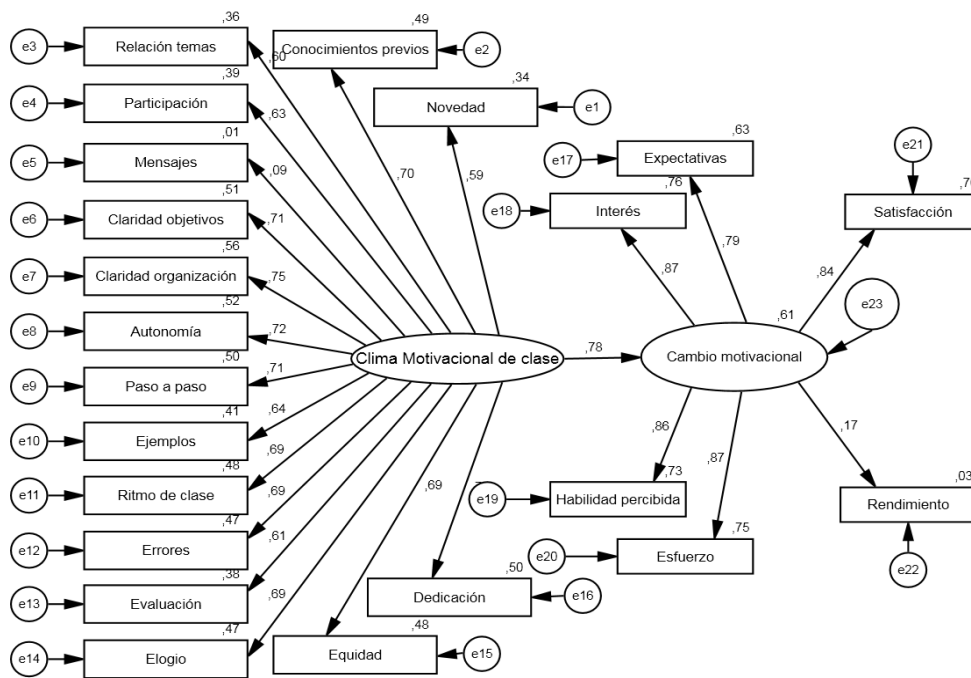 ,36
e3 Relación temas
,60
,49
Conocimientos previos e2
,39
e4 Participación
,63
,34
Novedad e1
,01
e5 Mensajes
,09
,70
,59
,63
e17 Expectativas
e21
,51
e6 Claridad objetivos
,71
,76
e18 Interés
Satisfacción
,56
e7 Claridad organización
,75
,79
,87
,84
,52
e8 Autonomía
,72
,61
e23
Clima Motivacional de clase
,78
Cambio motivacional
,50
e9 Paso a paso
,71
,41
e10 Ejemplos
,64
,86
,87
,17
,48
e11 Ritmo de clase
,69
,69
,73
e19 Habilidad percibida
,03
Rendimiento
,47
e12 Errores
,69
,75
e20 Esfuerzo
e22
,38
e13 Evaluación
,61
,50
Dedicación e16
,47
e14 Elogio
,69
,48
Equidad e15